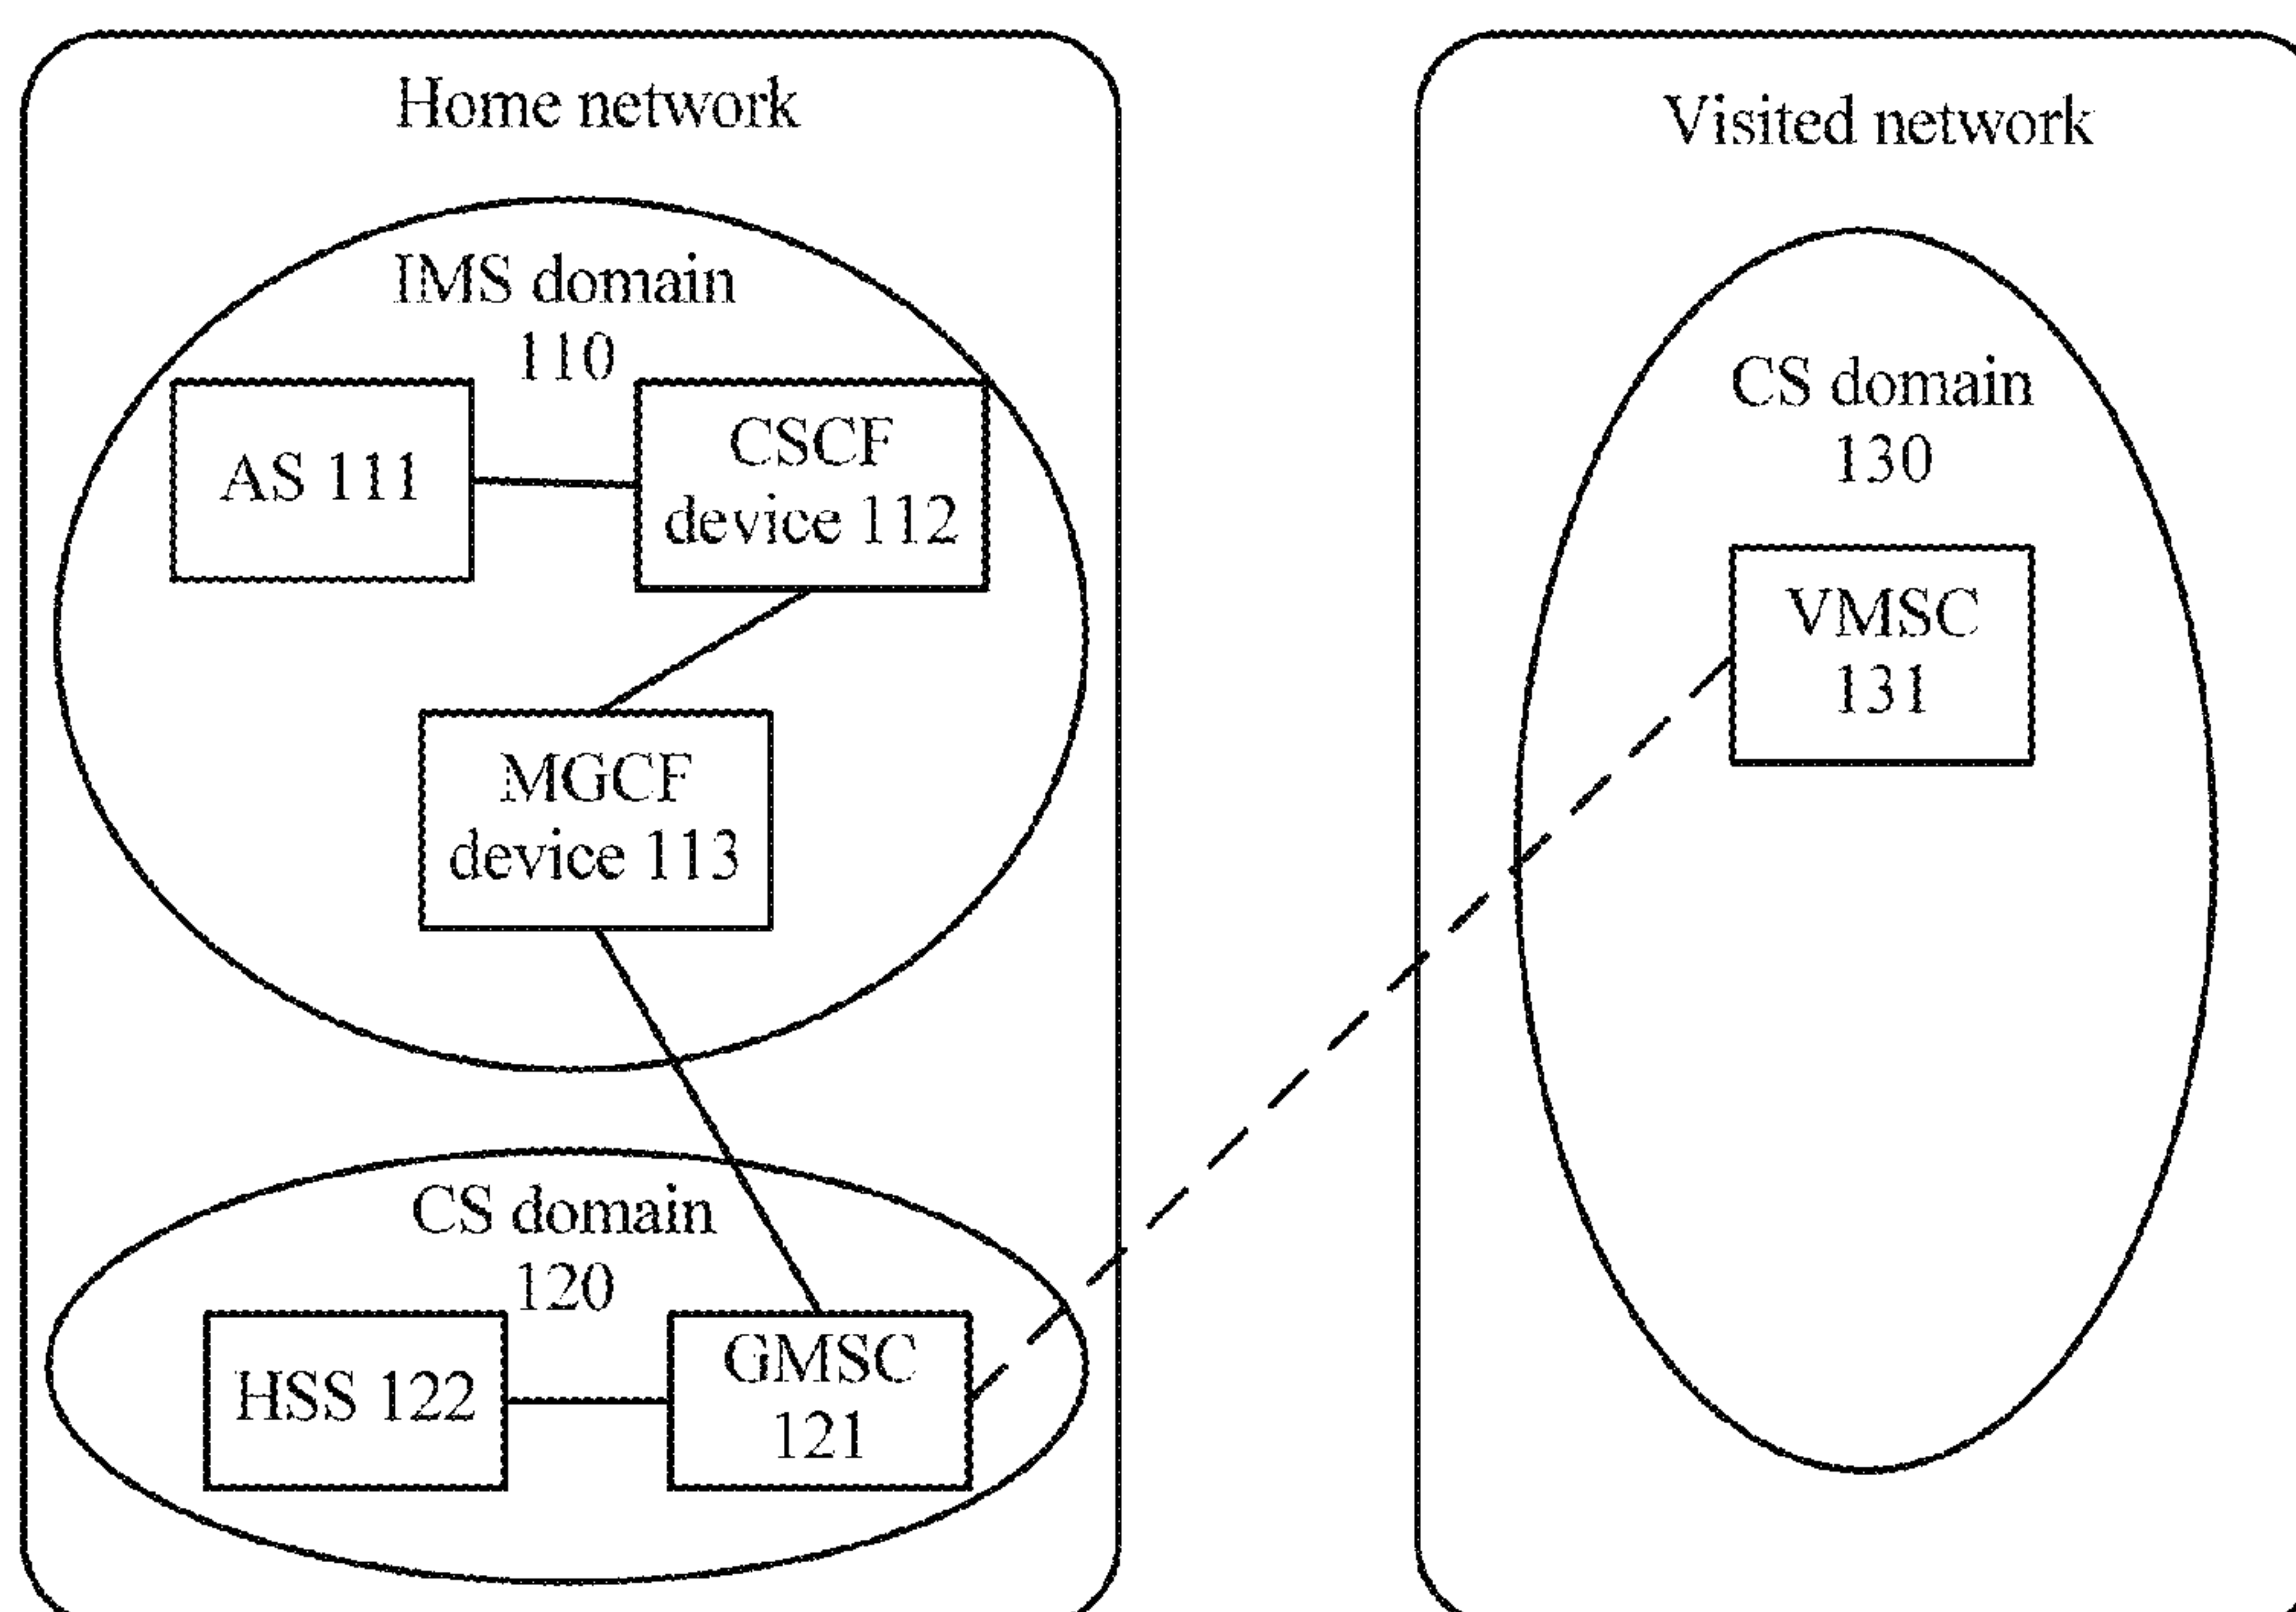 Home network
IMS domain
110
AS 111
CSCF
device 112
MGCF
device 113
CS domain
120
HSS 122
GMSC
121
Visited network
CS domain
130
VMSC
131